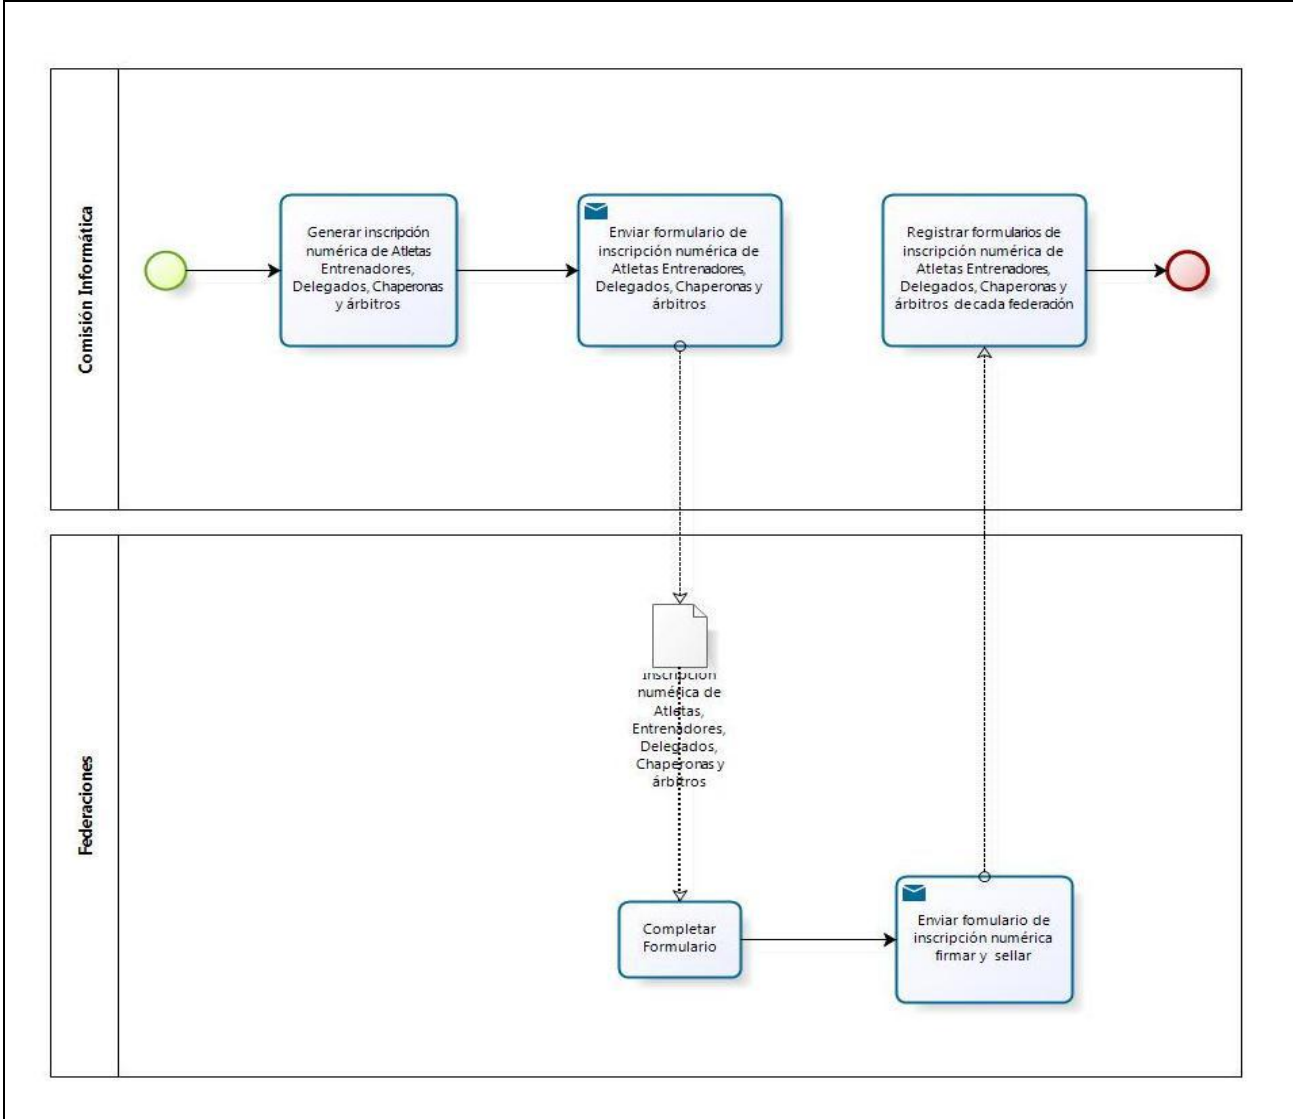 Comisión Informática
Generar inscripción
numérica de Atletas
Entrenadores,
Delegados, Chaperonas
y árbitros
Enviar formulario de
inscripción numérica de
Atletas Entrenadores,
Delegados, Chaperonas y
árbitros
Registrar formularios de
inscripción numérica de
Atletas Entrenadores,
Delegados, Chaperonas y
árbitros de cada federación
Federaciones
Inscripción
numérica de
Atletas,
Entrenadores,
Delegados,
Chaperonas y
árbitros
Completar
Formulario
Enviar fomulario de
inscripción numérica
firmar y sellar